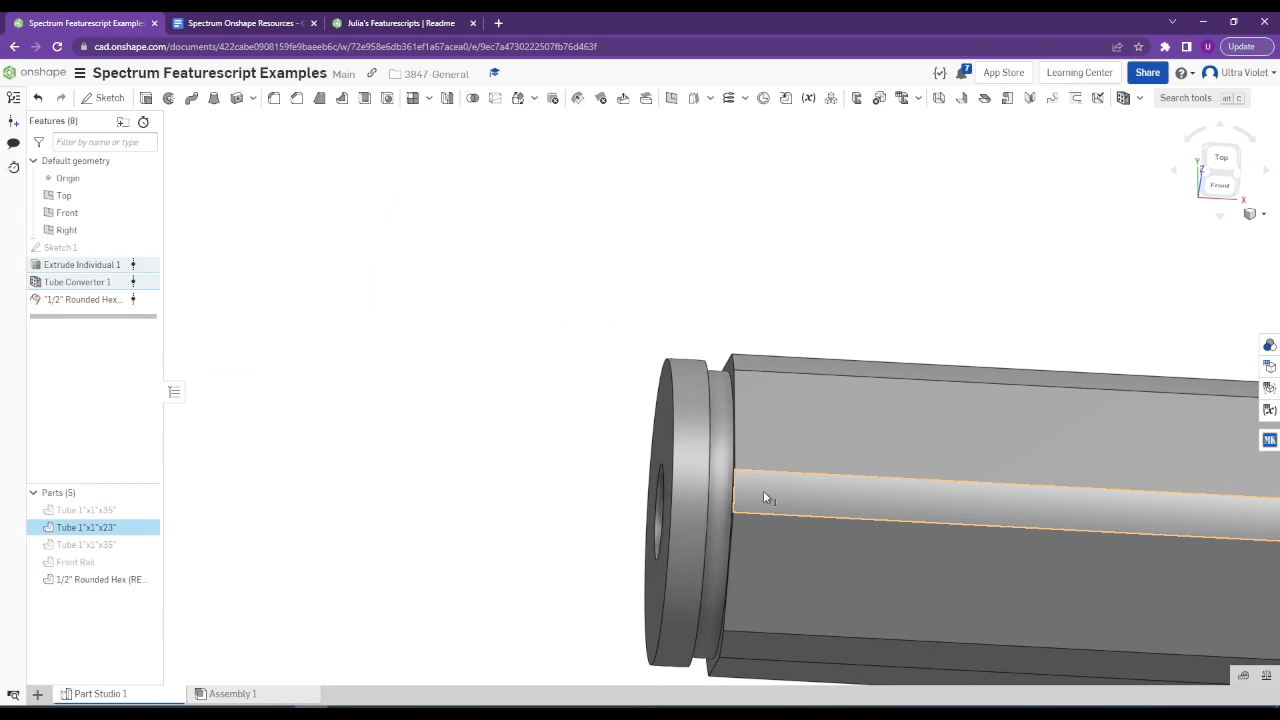 Spectrum Featurescript Examples
Spectrum Onshape Resources - G
Julia's Featurescripts | Readme
cad.onshape.com/documents/422cabe0908159fe9baeeb6c/w/72e958e6db361ef1a67acea0/e/9ec7a4730222507fb76d463f
U
Update
onshape
Spectrum Featurescript Examples
Main
3847-General
7
App Store
Learning Center
Share
Ultra Violet
Sketch
Search tools...
alt C
Features (8)
Filter by name or type
Default geometry
Origin
Top
Front
Right
Sketch 1
Extrude Individual 1
Tube Converter 1
"1/2" Rounded Hex...
Top
Front
Y
Z
X
1
MK
Parts (5)
Tube 1"x1"x35"
Tube 1"x1"x23"
Tube 1"x1"x35"
Front Rail
1/2" Rounded Hex (RE...
Part Studio 1
Assembly 1